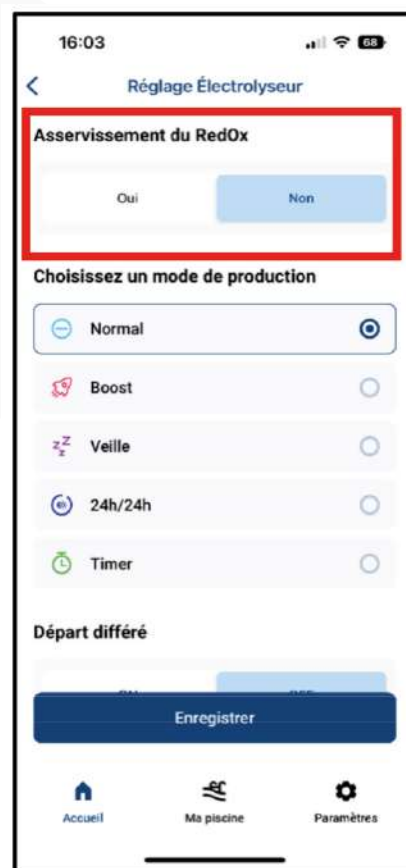 16:03 68
Réglage Électrolyseur
Asservissement du RedOx
Oui Non
Choisissez un mode de production
Normal
Boost
Veille
24h/24h
Timer
Départ différé
Enregistrer
Accueil Ma piscine Paramètres